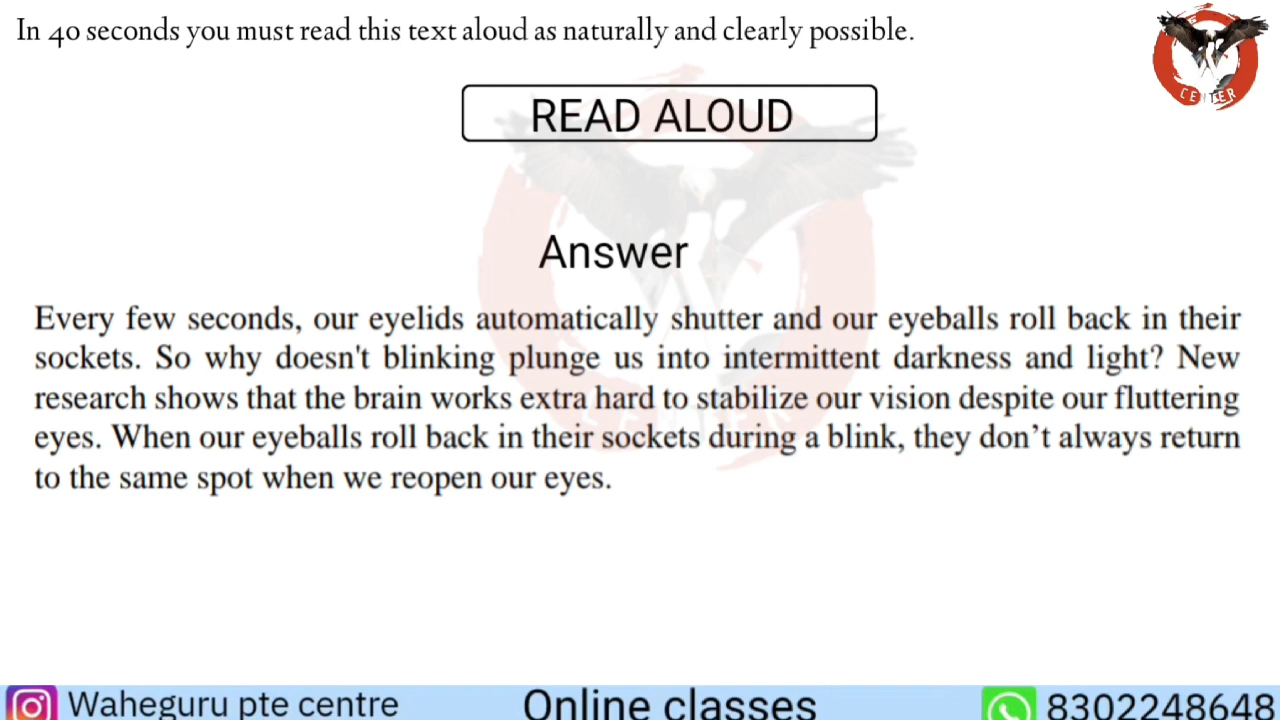 In 40 seconds you must read this text aloud as naturally and clearly possible.
CENTER
READ ALOUD
Answer
Every few seconds, our eyelids automatically shutter and our eyeballs roll back in their
sockets. So why doesn't blinking plunge us into intermittent darkness and light? New
research shows that the brain works extra hard to stabilize our vision despite our fluttering
eyes. When our eyeballs roll back in their sockets during a blink, they don’t always return
to the same spot when we reopen our eyes.
Waheguru pte centre
Online classes
8302248648